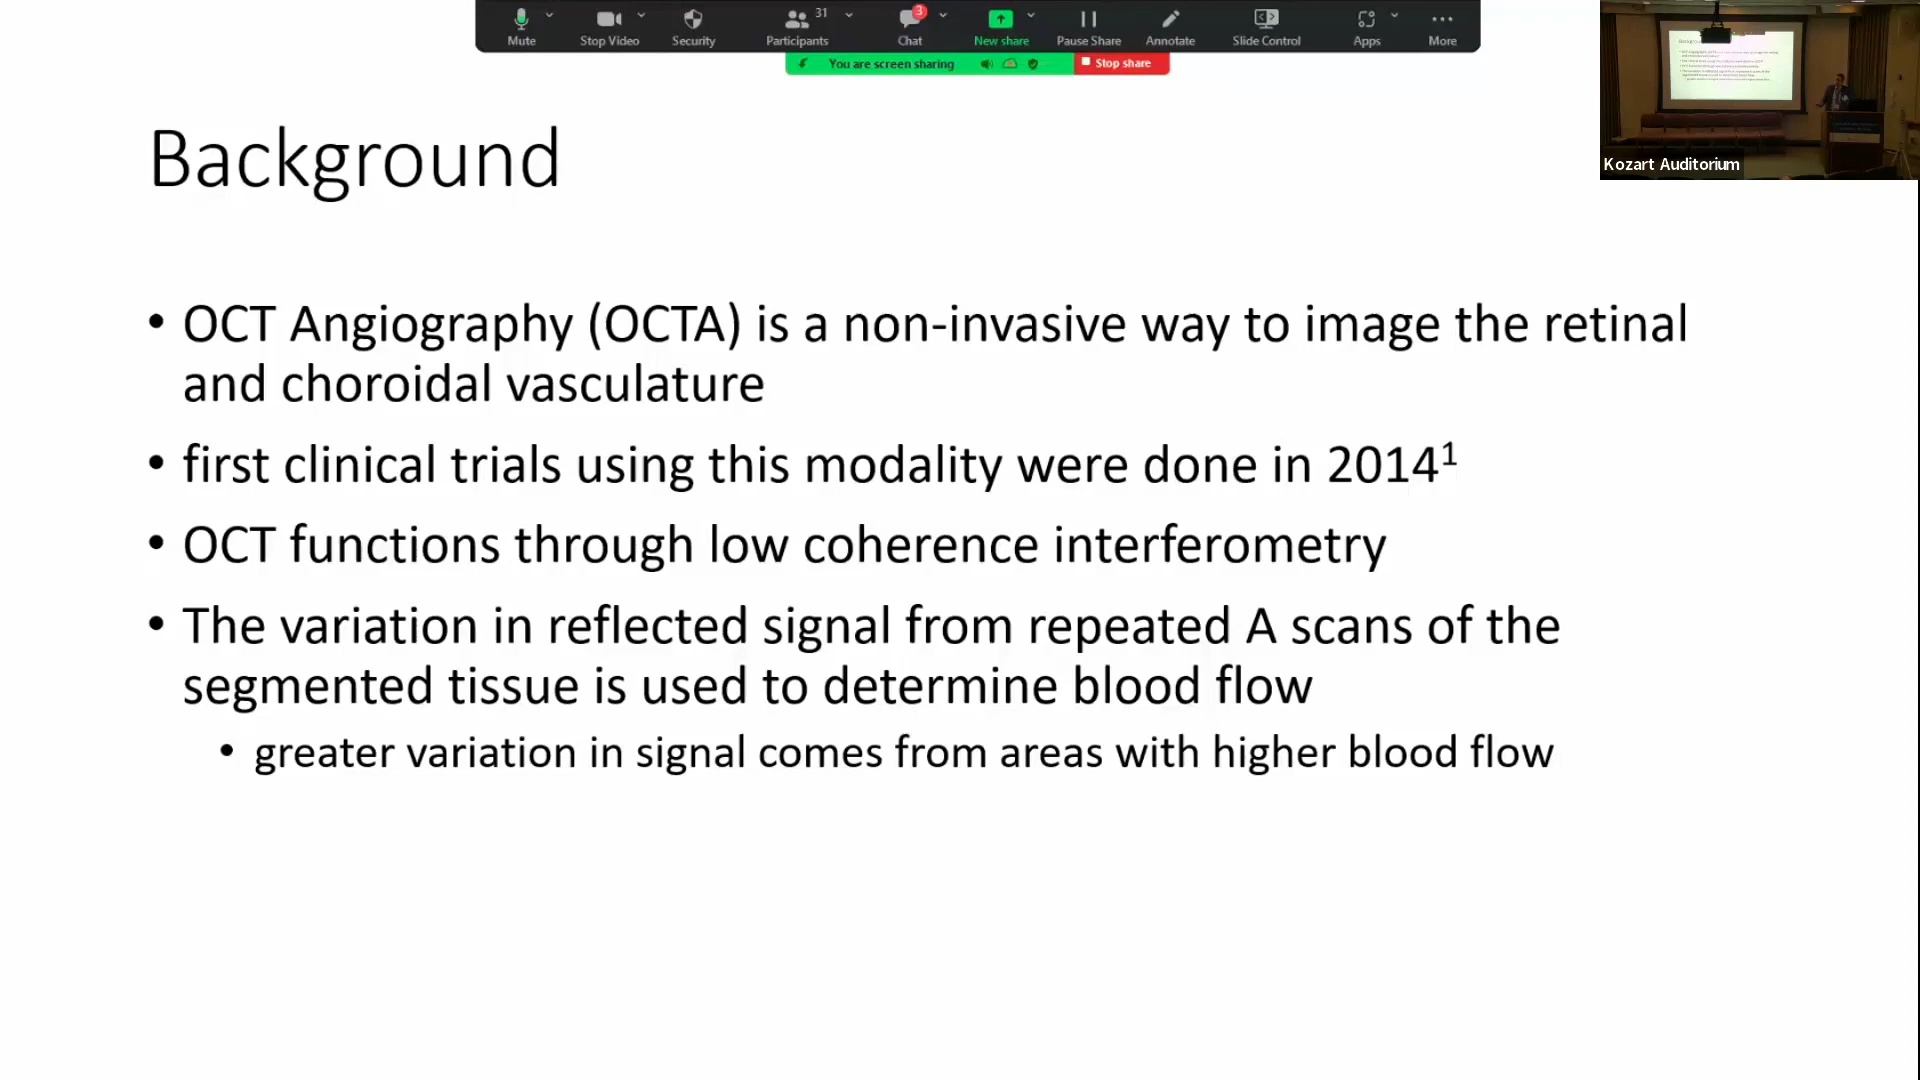 31
3
Mute
Stop Video
Security
Participants
Chat
New share
Pause Share
Annotate
Slide Control
Apps
More
You are screen sharing
Stop share
Kozart Auditorium
Background
• OCT Angiography (OCTA) is a non-invasive way to image the retinal
and choroidal vasculature
• first clinical trials using this modality were done in 2014¹
• OCT functions through low coherence interferometry
• The variation in reflected signal from repeated A scans of the
segmented tissue is used to determine blood flow
• greater variation in signal comes from areas with higher blood flow